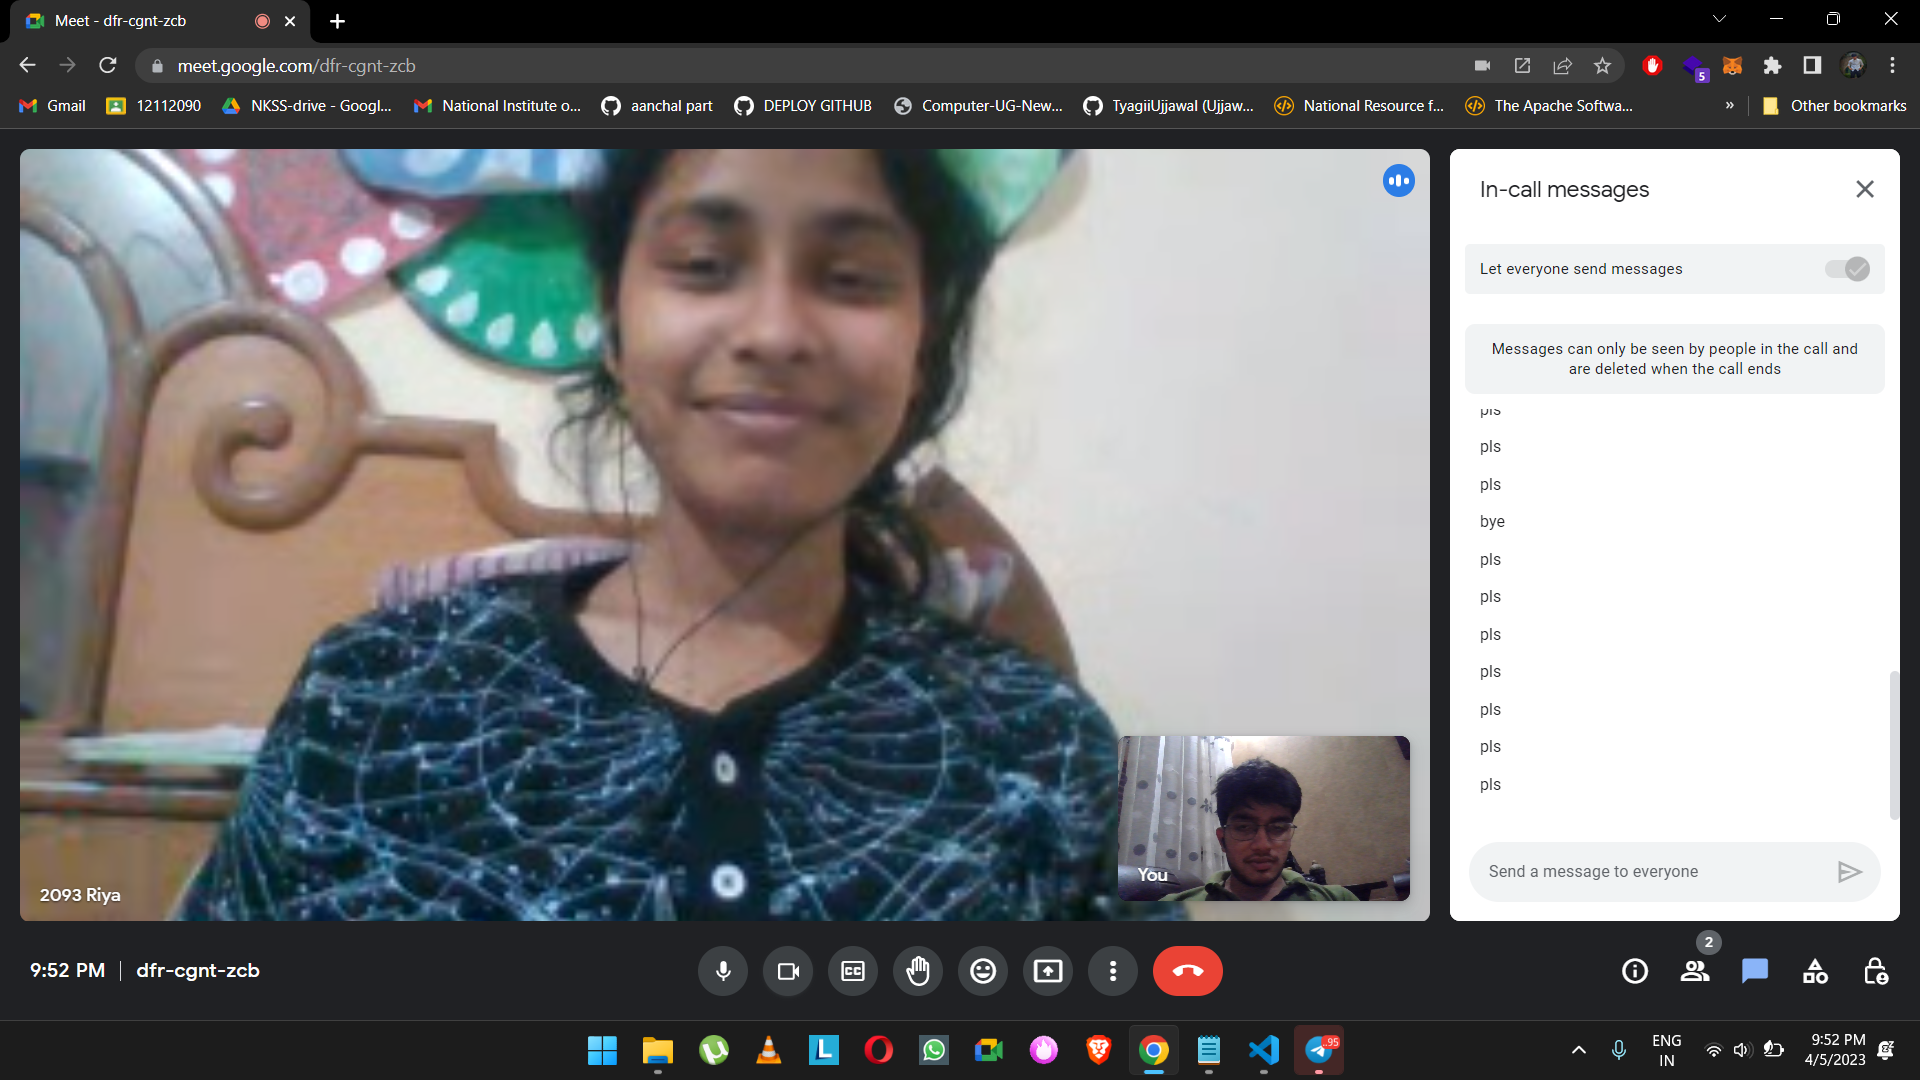 Meet - dfr-cgnt-zcb
meet.google.com/dfr-cgnt-zcb
5
Gmail
12112090
NKSS-drive - Googl...
National Institute o...
aanchal part
DEPLOY GITHUB
Computer-UG-New...
TyagiiUjjawal (Ujjaw...
National Resource f...
The Apache Softwa...
»
Other bookmarks
2093 Riya
You
In-call messages
Let everyone send messages
Messages can only be seen by people in the call and
are deleted when the call ends
pls
pls
pls
bye
pls
pls
pls
pls
pls
pls
pls
Send a message to everyone
9:52 PM | dfr-cgnt-zcb
CC
2
L
..95
ENG
IN
9:52 PM
4/5/2023